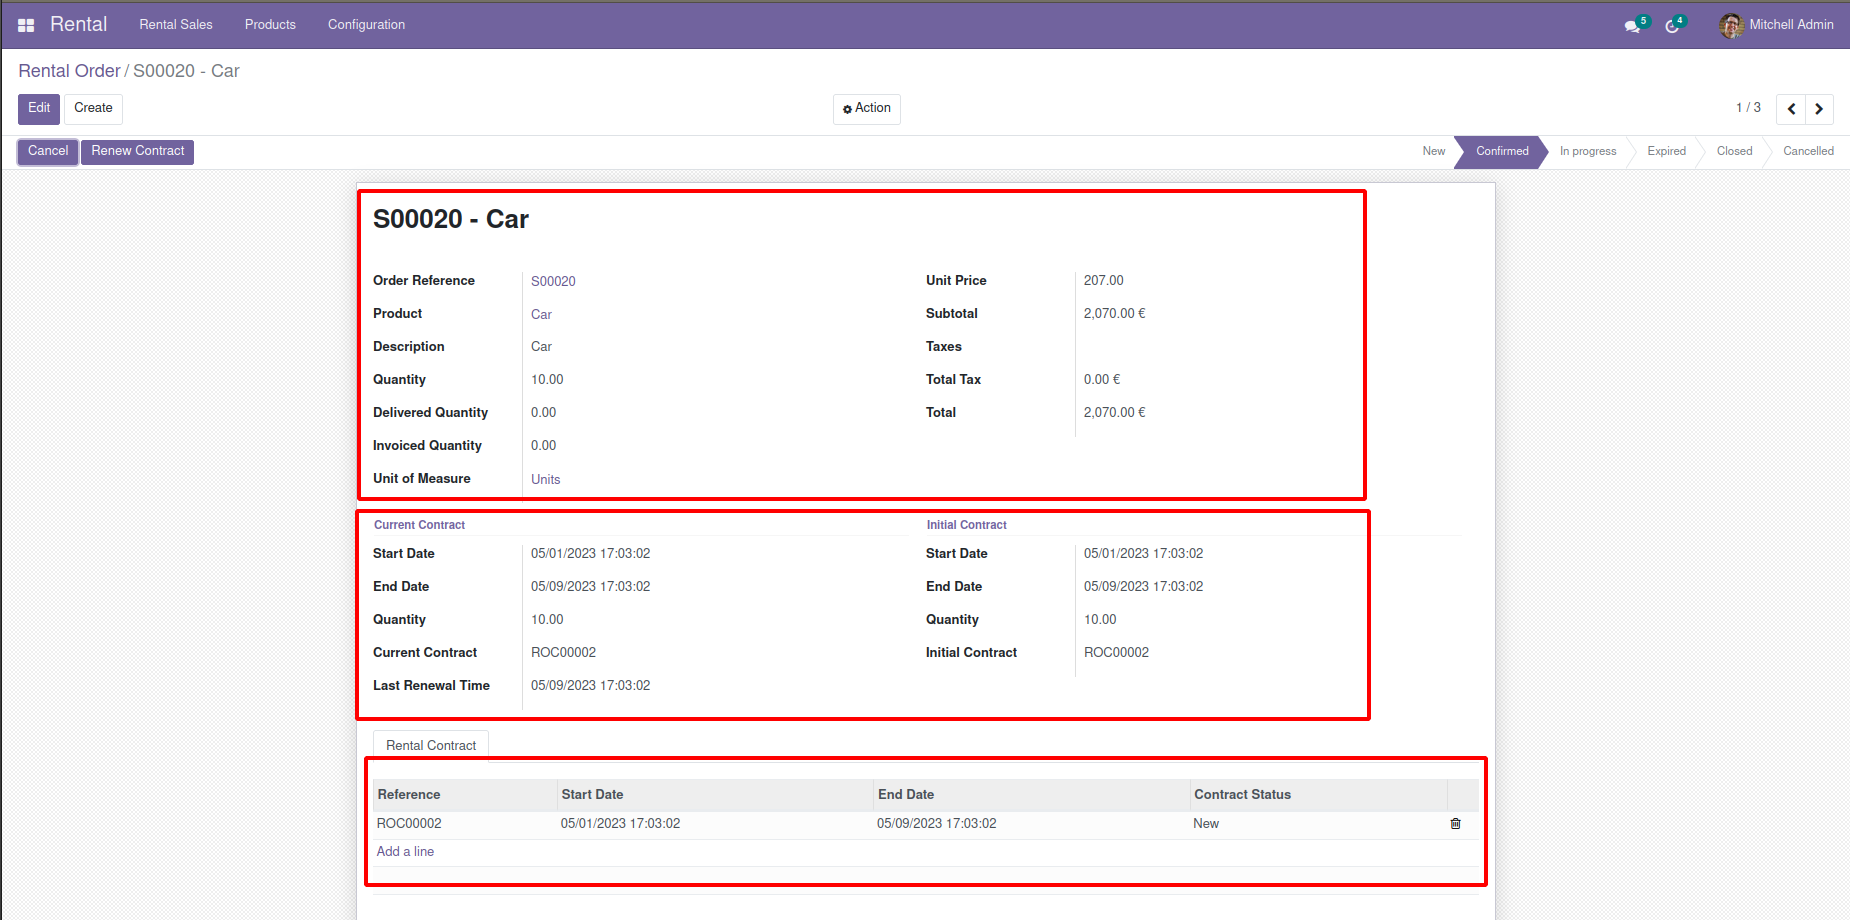 Rental Rental Sales Products Configuration 5 4 Mitchell Admin
Rental Order / S00020 - Car
Edit Create Action 1 / 3
Cancel Renew Contract New Confirmed In progress Expired Closed Cancelled
S00020 - Car
Order Reference S00020 Unit Price 207.00
Product Car Subtotal 2,070.00 €
Description Car Taxes
Quantity 10.00 Total Tax 0.00 €
Delivered Quantity 0.00 Total 2,070.00 €
Invoiced Quantity 0.00
Unit of Measure Units
Current Contract Initial Contract
Start Date 05/01/2023 17:03:02 Start Date 05/01/2023 17:03:02
End Date 05/09/2023 17:03:02 End Date 05/09/2023 17:03:02
Quantity 10.00 Quantity 10.00
Current Contract ROC00002 Initial Contract ROC00002
Last Renewal Time 05/09/2023 17:03:02
Rental Contract
Reference Start Date End Date Contract Status
ROC00002 05/01/2023 17:03:02 05/09/2023 17:03:02 New
Add a line